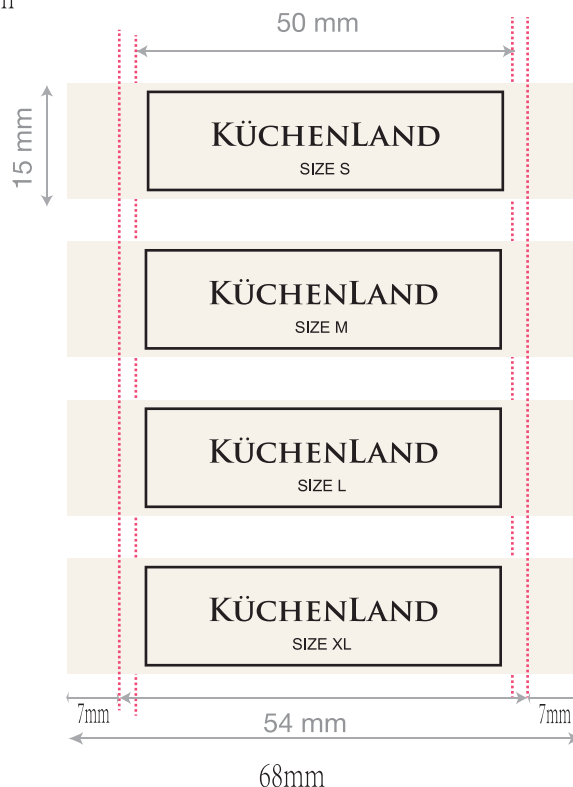 50 mm
15 mm
KÜCHENLAND
SIZE S
KÜCHENLAND
SIZE M
KÜCHENLAND
SIZE L
KÜCHENLAND
SIZE XL
7mm
54 mm
7mm
68mm